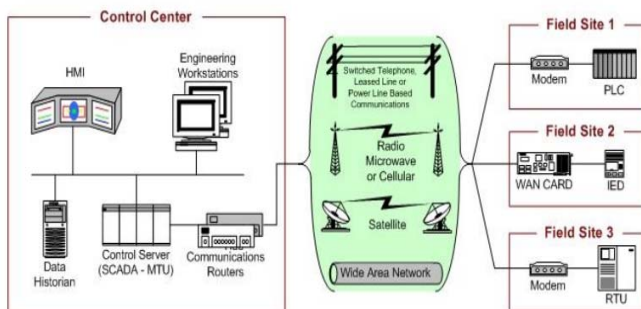 Control Center
HMI
Engineering
Workstations
Data
Historian
Control Server
(SCADA - MTU)
Communications
Routers
Switched Telephone,
Leased Line or
Power Line Based
Communications
Radio
Microwave
or Cellular
Satellite
Wide Area Network
Field Site 1
Modem
PLC
Field Site 2
WAN CARD
IED
Field Site 3
Modem
RTU